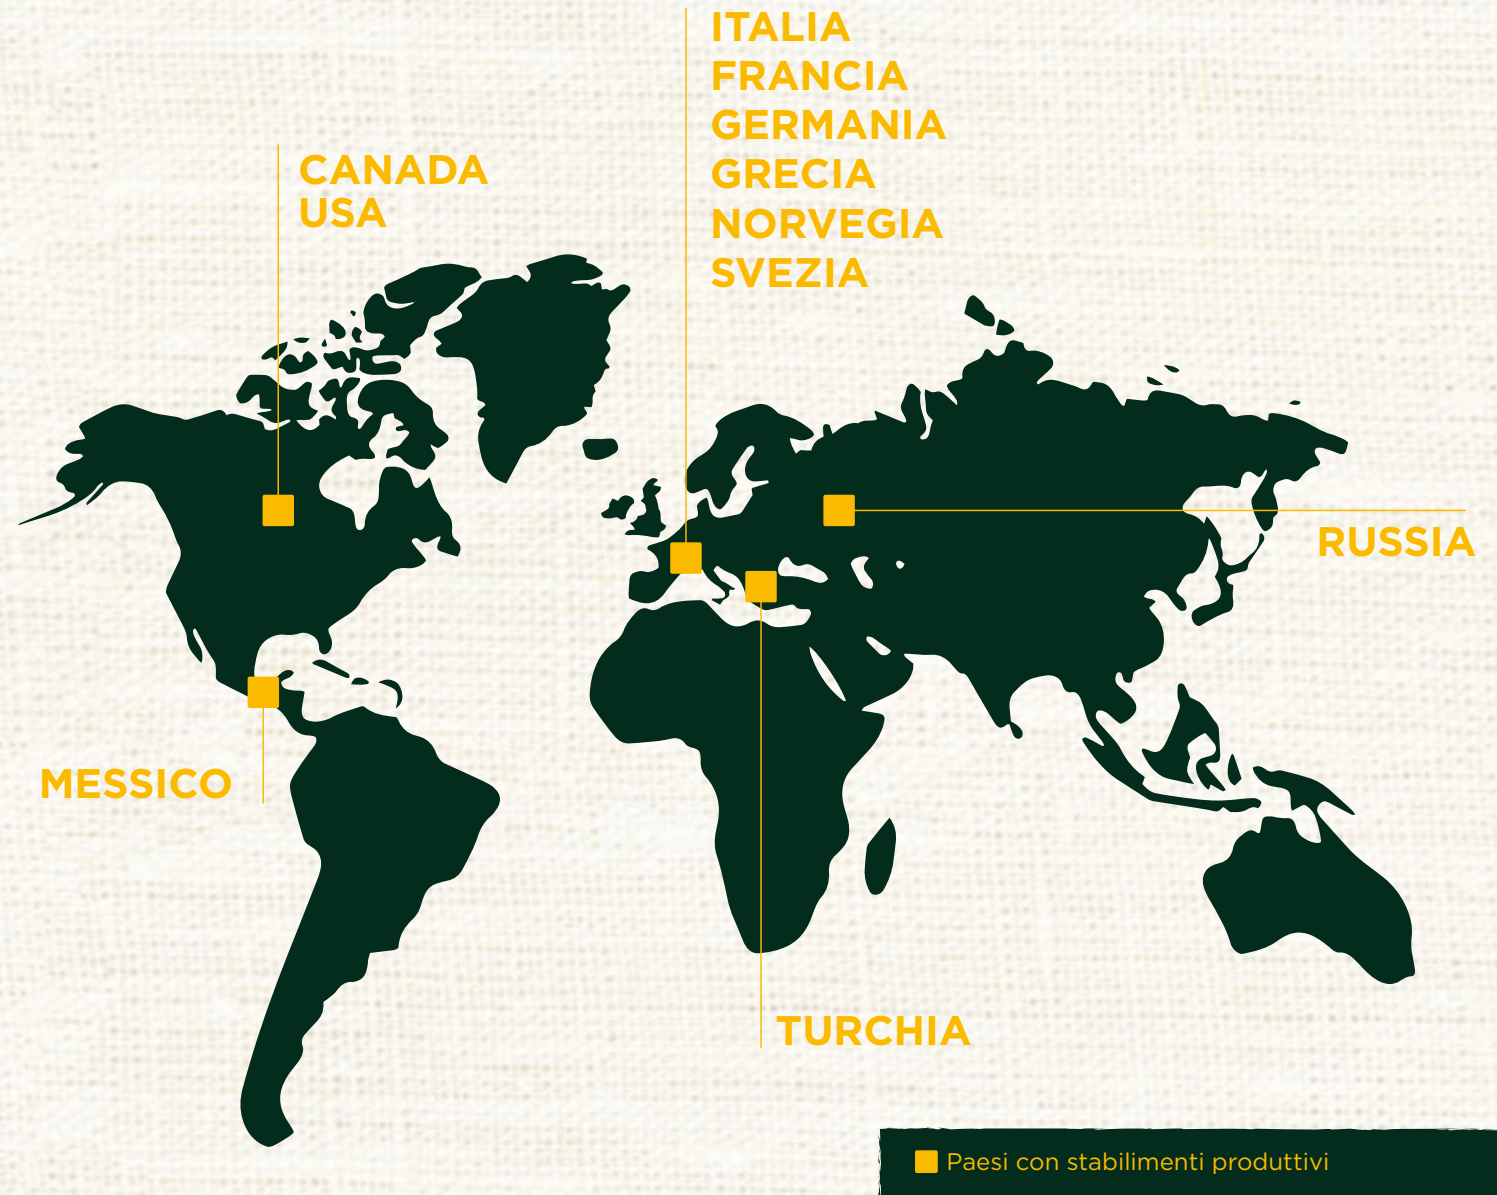 ITALIA
FRANCIA
GERMANIA
GRECIA
NORVEGIA
SVEZIA
CANADA
USA
RUSSIA
MESSICO
TURCHIA
Paesi con stabilimenti produttivi